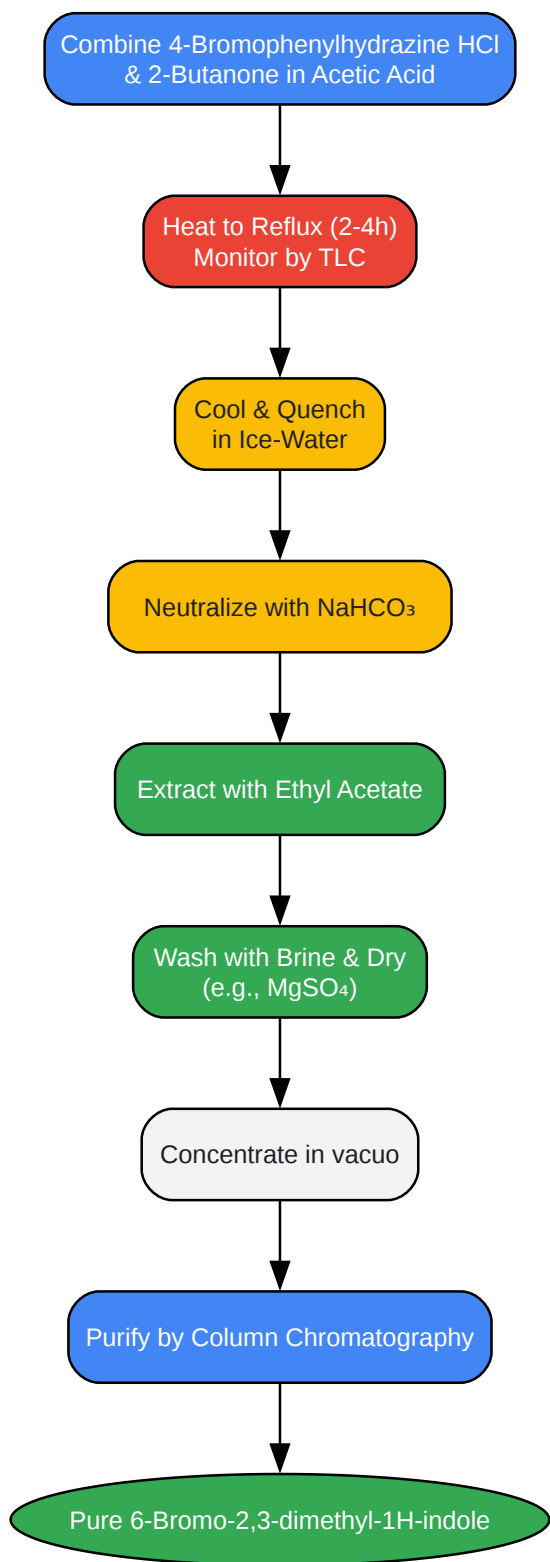 Combine 4-Bromophenylhydrazine HCl
& 2-Butanone in Acetic Acid
Heat to Reflux (2-4h)
Monitor by TLC
Cool & Quench
in Ice-Water
Neutralize with NaHCO₃
Extract with Ethyl Acetate
Wash with Brine & Dry
(e.g., MgSO₄)
Concentrate in vacuo
Purify by Column Chromatography
Pure 6-Bromo-2,3-dimethyl-1H-indole